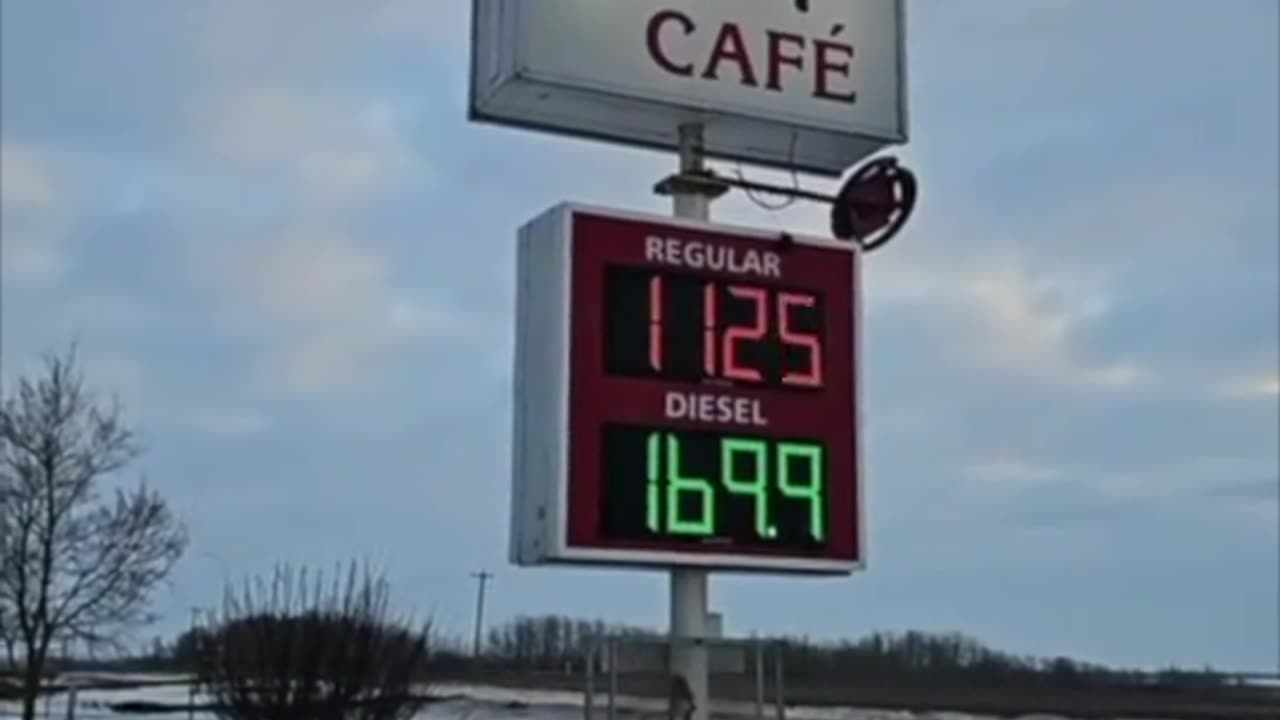 CAFÉ
REGULAR
1125
DIESEL
169.9